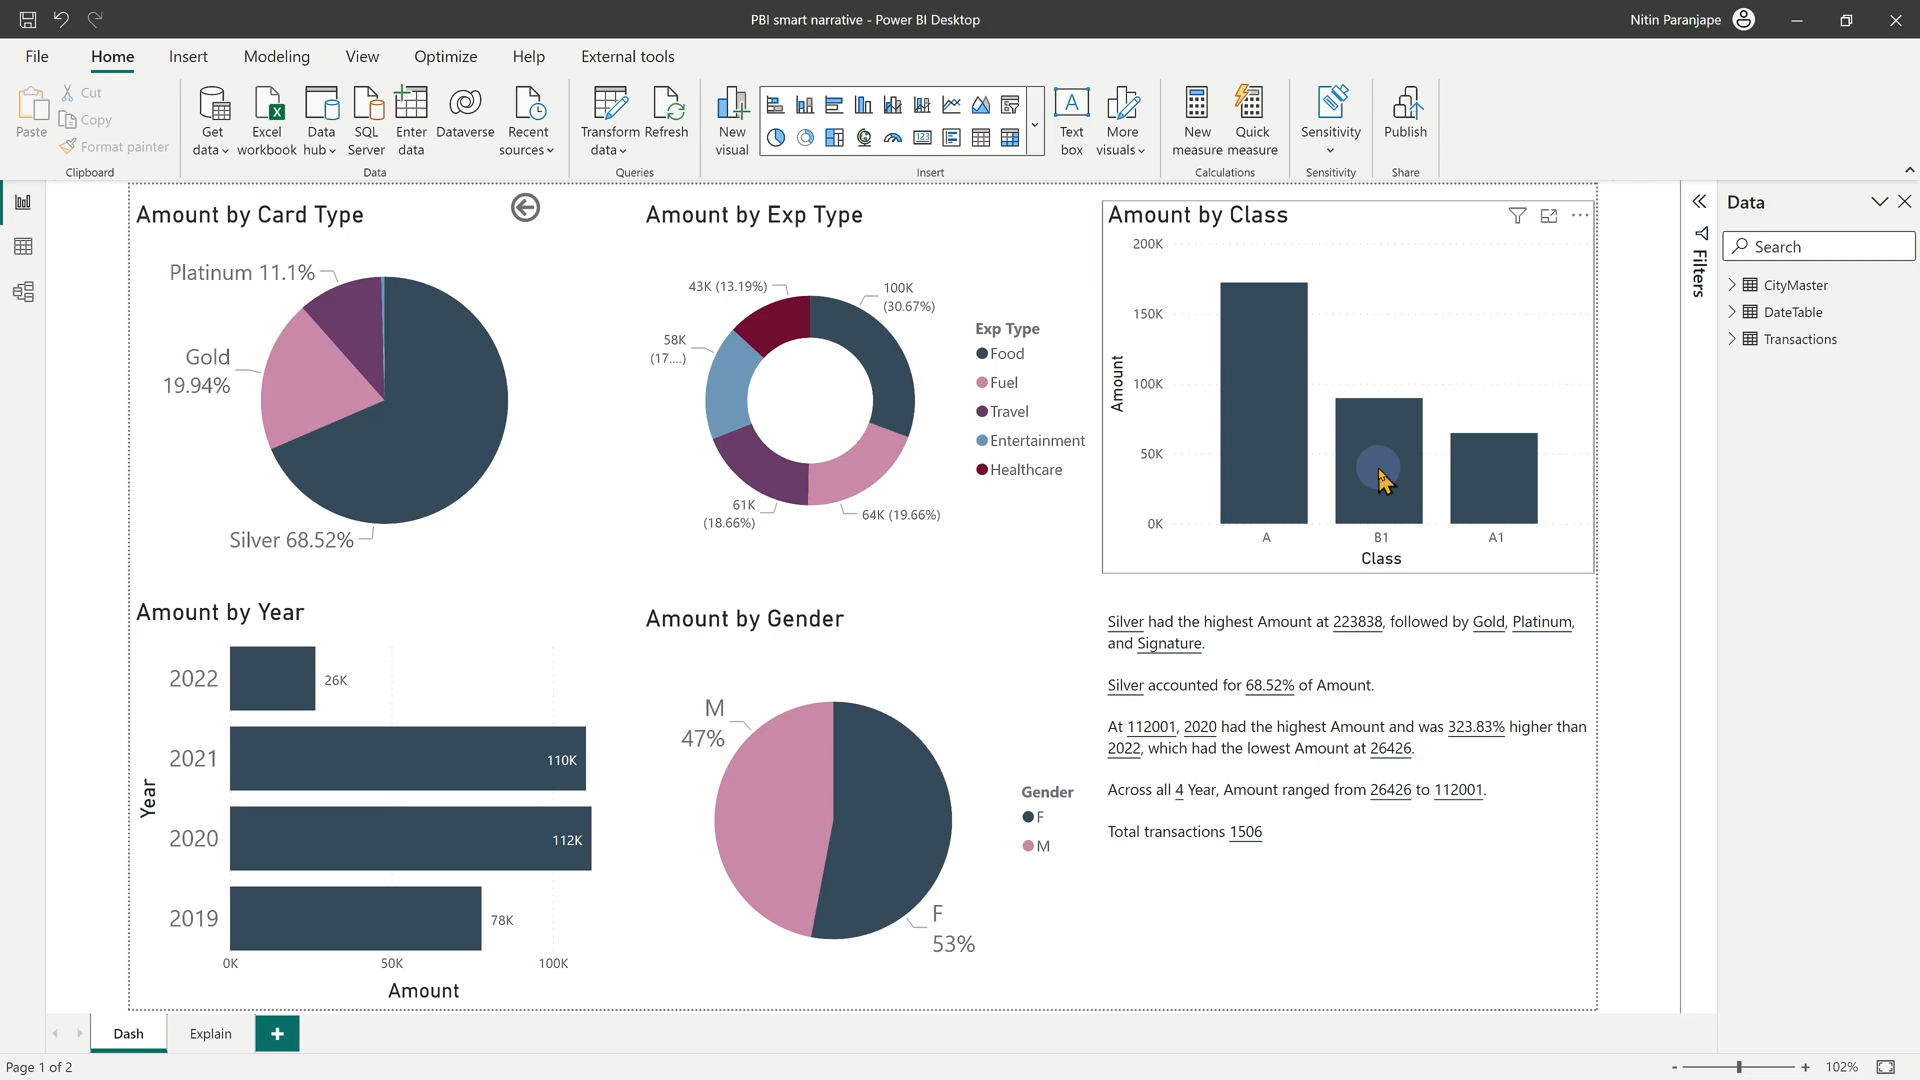 PBI smart narrative - Power BI Desktop
Nitin Paranjape
File
Home
Insert
Modeling
View
Optimize
Help
External tools
Paste
Cut
Copy
Format painter
Clipboard
Get
data
Excel
workbook
Data
hub
SQL
Server
Enter
data
Dataverse
Recent
sources
Data
Transform
data
Refresh
Queries
New
visual
Text
box
More
visuals
Insert
New
measure
Quick
measure
Calculations
Sensitivity
Sensitivity
Publish
Share
Amount by Card Type
Platinum 11.1%
Gold
19.94%
Silver 68.52%
Amount by Exp Type
43K (13.19%)
100K
(30.67%)
58K
(17....)
61K
(18.66%)
64K (19.66%)
Exp Type
Food
Fuel
Travel
Entertainment
Healthcare
Amount by Class
200K
150K
100K
50K
0K
Amount
A
B1
A1
Class
Filters
Data
Search
CityMaster
DateTable
Transactions
Amount by Year
2022
26K
2021
110K
2020
112K
2019
78K
Year
0K
50K
100K
Amount
Amount by Gender
M
47%
F
53%
Gender
F
M
Silver had the highest Amount at 223838, followed by Gold, Platinum,
and Signature.
Silver accounted for 68.52% of Amount.
At 112001, 2020 had the highest Amount and was 323.83% higher than
2022, which had the lowest Amount at 26426.
Across all 4 Year, Amount ranged from 26426 to 112001.
Total transactions 1506
Dash
Explain
Page 1 of 2
102%